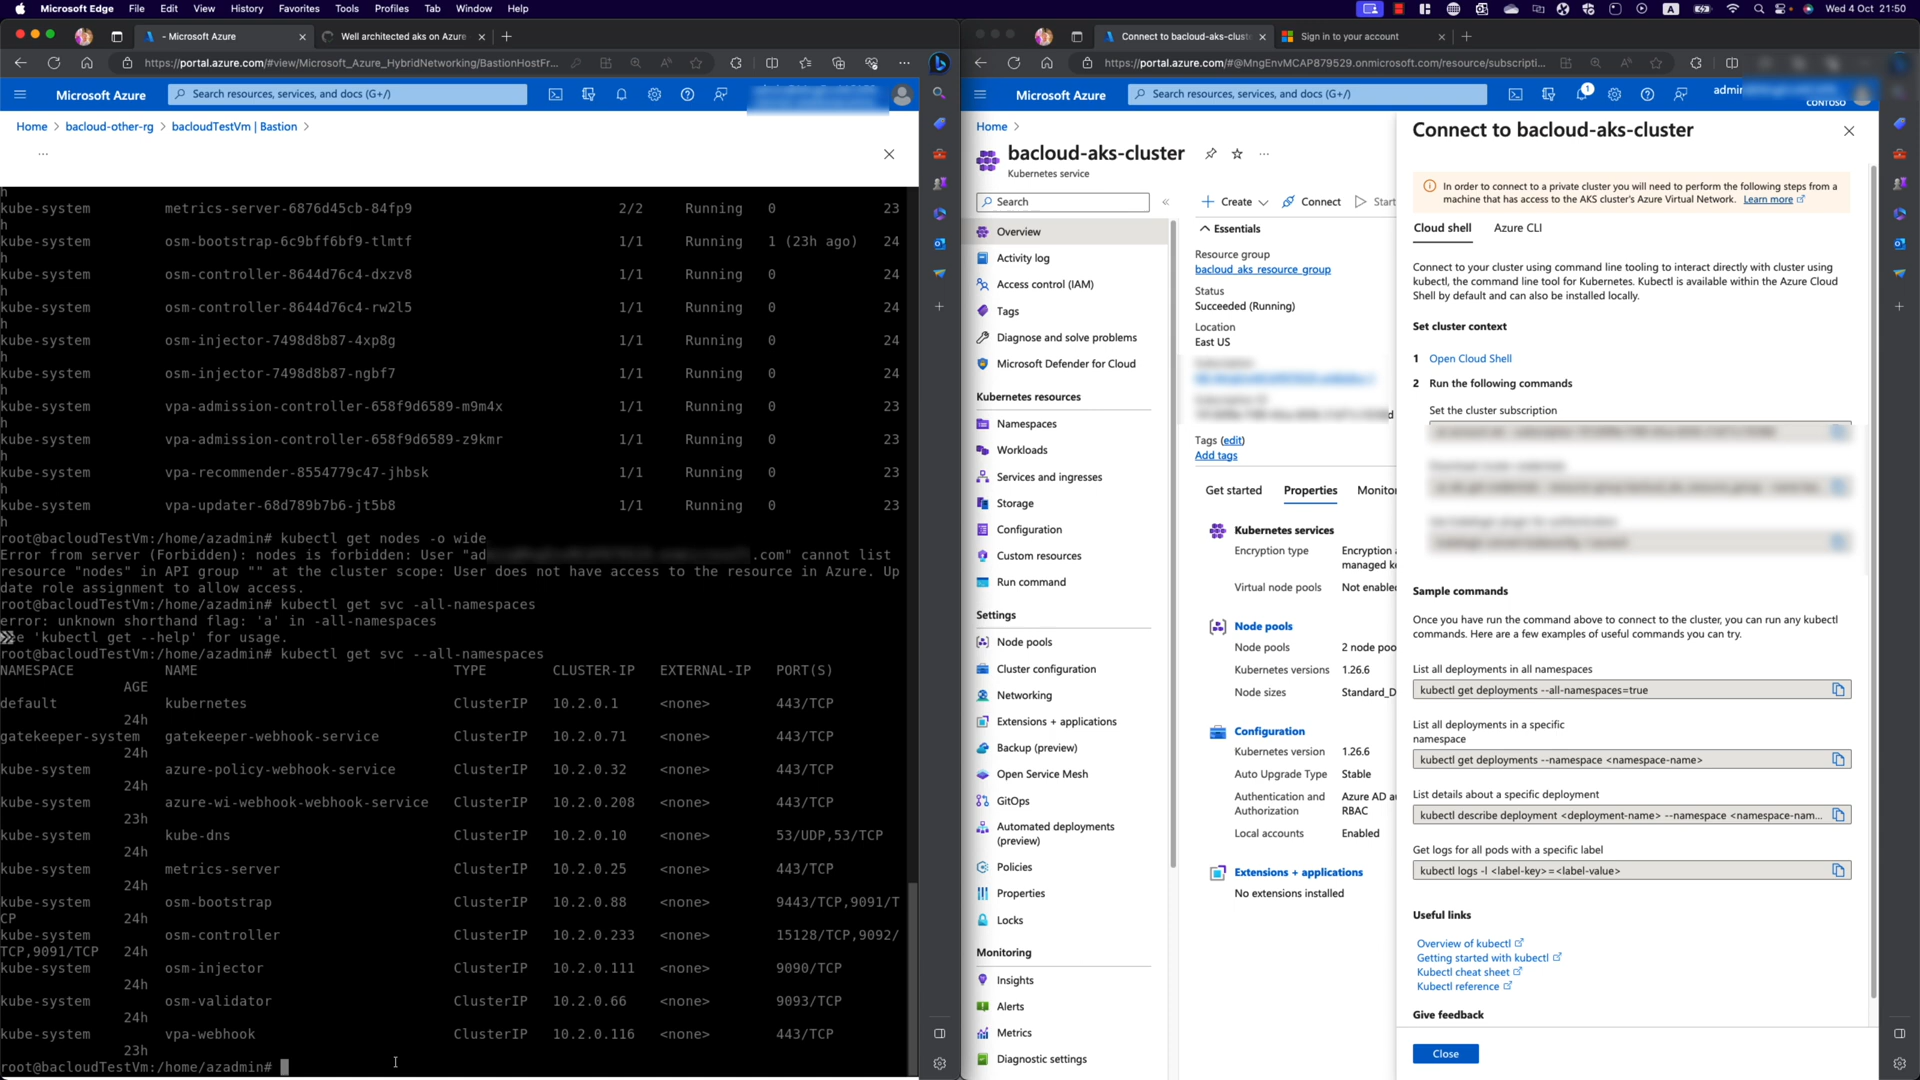 Microsoft Edge File Edit View History Favorites Tools Profiles Tab Window Help
A Wed 4 Oct 21:50
- Microsoft Azure
Well architected aks on Azure
https://portal.azure.com/#view/Microsoft_Azure_HybridNetworking/BastionHostFr...
Microsoft Azure
Search resources, services, and docs (G+/)
Home > bacloud-other-rg > bacloudTestVm | Bastion >
...
h
kube-system metrics-server-6876d45cb-84fp9 2/2 Running 0 23
h
kube-system osm-bootstrap-6c9bff6bf9-tlmtf 1/1 Running 1 (23h ago) 24
h
kube-system osm-controller-8644d76c4-dxzv8 1/1 Running 0 24
h
kube-system osm-controller-8644d76c4-rw2l5 1/1 Running 0 24
h
kube-system osm-injector-7498d8b87-4xp8g 1/1 Running 0 24
h
kube-system osm-injector-7498d8b87-ngbf7 1/1 Running 0 24
h
kube-system vpa-admission-controller-658f9d6589-m9m4x 1/1 Running 0 23
h
kube-system vpa-admission-controller-658f9d6589-z9kmr 1/1 Running 0 23
h
kube-system vpa-recommender-8554779c47-jhbsk 1/1 Running 0 23
h
kube-system vpa-updater-68d789b7b6-jt5b8 1/1 Running 0 23
h
root@bacloudTestVm:/home/azadmin# kubectl get nodes -o wide
Error from server (Forbidden): nodes is forbidden: User "ad .com" cannot list
resource "nodes" in API group "" at the cluster scope: User does not have access to the resource in Azure. Up
date role assignment to allow access.
root@bacloudTestVm:/home/azadmin# kubectl get svc -all-namespaces
error: unknown shorthand flag: 'a' in -all-namespaces
e 'kubectl get --help' for usage.
root@bacloudTestVm:/home/azadmin# kubectl get svc --all-namespaces
NAMESPACE NAME TYPE CLUSTER-IP EXTERNAL-IP PORT(S)
AGE
default kubernetes ClusterIP 10.2.0.1 <none> 443/TCP
24h
gatekeeper-system gatekeeper-webhook-service ClusterIP 10.2.0.71 <none> 443/TCP
24h
kube-system azure-policy-webhook-service ClusterIP 10.2.0.32 <none> 443/TCP
24h
kube-system azure-wi-webhook-webhook-service ClusterIP 10.2.0.208 <none> 443/TCP
23h
kube-system kube-dns ClusterIP 10.2.0.10 <none> 53/UDP,53/TCP
24h
kube-system metrics-server ClusterIP 10.2.0.25 <none> 443/TCP
24h
kube-system osm-bootstrap ClusterIP 10.2.0.88 <none> 9443/TCP,9091/T
CP 24h
kube-system osm-controller ClusterIP 10.2.0.233 <none> 15128/TCP,9092/
TCP,9091/TCP 24h
kube-system osm-injector ClusterIP 10.2.0.111 <none> 9090/TCP
24h
kube-system osm-validator ClusterIP 10.2.0.66 <none> 9093/TCP
24h
kube-system vpa-webhook ClusterIP 10.2.0.116 <none> 443/TCP
23h
root@bacloudTestVm:/home/azadmin#
Connect to bacloud-aks-clust
Sign in to your account
https://portal.azure.com/#@MngEnvMCAP879529.onmicrosoft.com/resource/subscripti...
Microsoft Azure
Search resources, services, and docs (G+/)
1
admin
CONTOSO
Home >
bacloud-aks-cluster
...
Kubernetes service
Search
«
Create
Connect
Start
Overview
Activity log
Access control (IAM)
Tags
Diagnose and solve problems
Microsoft Defender for Cloud
Kubernetes resources
Namespaces
Workloads
Services and ingresses
Storage
Configuration
Custom resources
Run command
Settings
Node pools
Cluster configuration
Networking
Extensions + applications
Backup (preview)
Open Service Mesh
GitOps
Automated deployments
(preview)
Policies
Properties
Locks
Monitoring
Insights
Alerts
Metrics
Diagnostic settings
Essentials
Resource group
bacloud_aks_resource_group
Status
Succeeded (Running)
Location
East US
Tags (edit)
Add tags
Get started Properties Monitor
Kubernetes services
Encryption type Encryption a
managed k
Virtual node pools Not enable
Node pools
Node pools 2 node poo
Kubernetes versions 1.26.6
Node sizes Standard_D
Configuration
Kubernetes version 1.26.6
Auto Upgrade Type Stable
Authentication and Azure AD a
Authorization RBAC
Local accounts Enabled
Extensions + applications
No extensions installed
Connect to bacloud-aks-cluster
In order to connect to a private cluster you will need to perform the following steps from a
machine that has access to the AKS cluster's Azure Virtual Network. Learn more
Cloud shell Azure CLI
Connect to your cluster using command line tooling to interact directly with cluster using
kubectl, the command line tool for Kubernetes. Kubectl is available within the Azure Cloud
Shell by default and can also be installed locally.
Set cluster context
1 Open Cloud Shell
2 Run the following commands
Set the cluster subscription
Sample commands
Once you have run the command above to connect to the cluster, you can run any kubectl
commands. Here are a few examples of useful commands you can try.
List all deployments in all namespaces
kubectl get deployments --all-namespaces=true
List all deployments in a specific
namespace
kubectl get deployments --namespace <namespace-name>
List details about a specific deployment
kubectl describe deployment <deployment-name> --namespace <namespace-nam...
Get logs for all pods with a specific label
kubectl logs -l <label-key>=<label-value>
Useful links
Overview of kubectl
Getting started with kubectl
Kubectl cheat sheet
Kubectl reference
Give feedback
Close